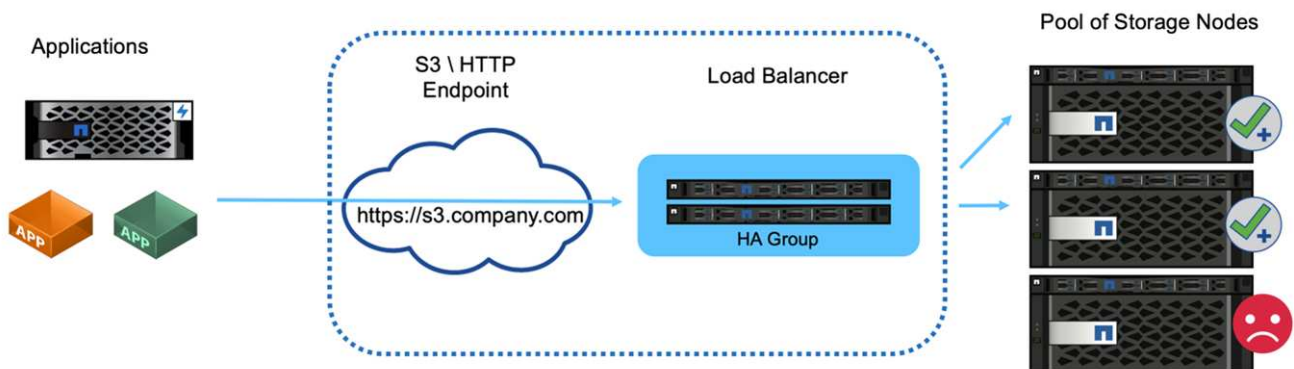 Applications
S3 \ HTTP
Endpoint
Load Balancer
Pool of Storage Nodes
https://s3.company.com
HA Group
APP
APP